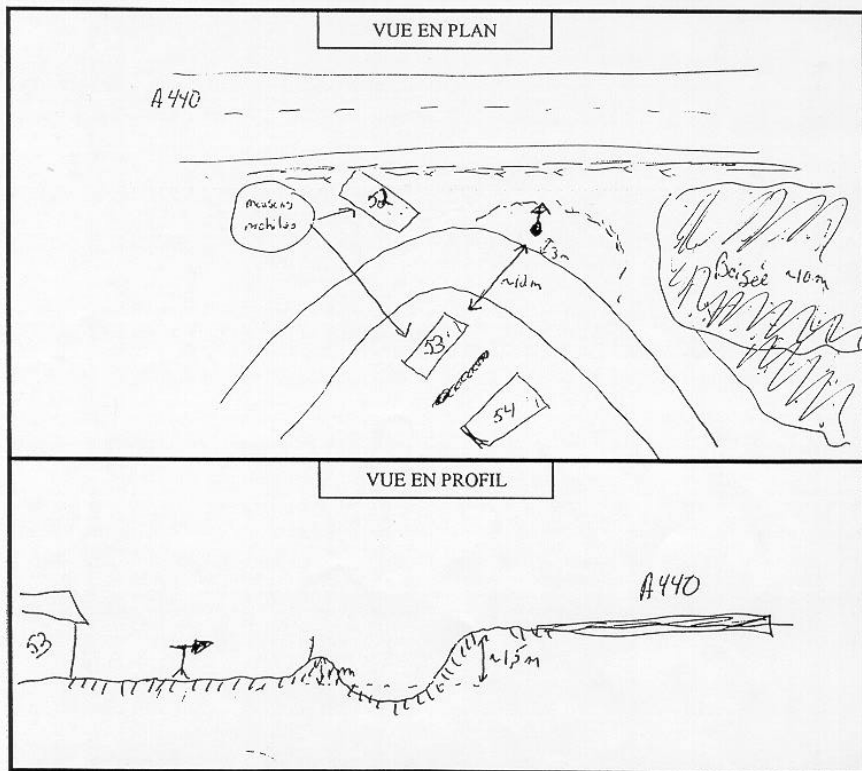 VUE EN PLAN
A440
52
maisons
mobiles
3m
~12m
Boisée ~10m
53
54
VUE EN PROFIL
A440
53
~1,5m